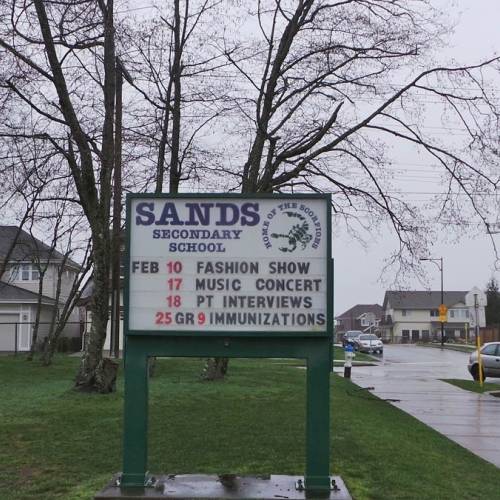 SANDS
SECONDARY
SCHOOL
HOME OF THE SCORPIONS
FEB 10 FASHION SHOW
17 MUSIC CONCERT
18 PT INTERVIEWS
25 GR 9 IMMUNIZATIONS